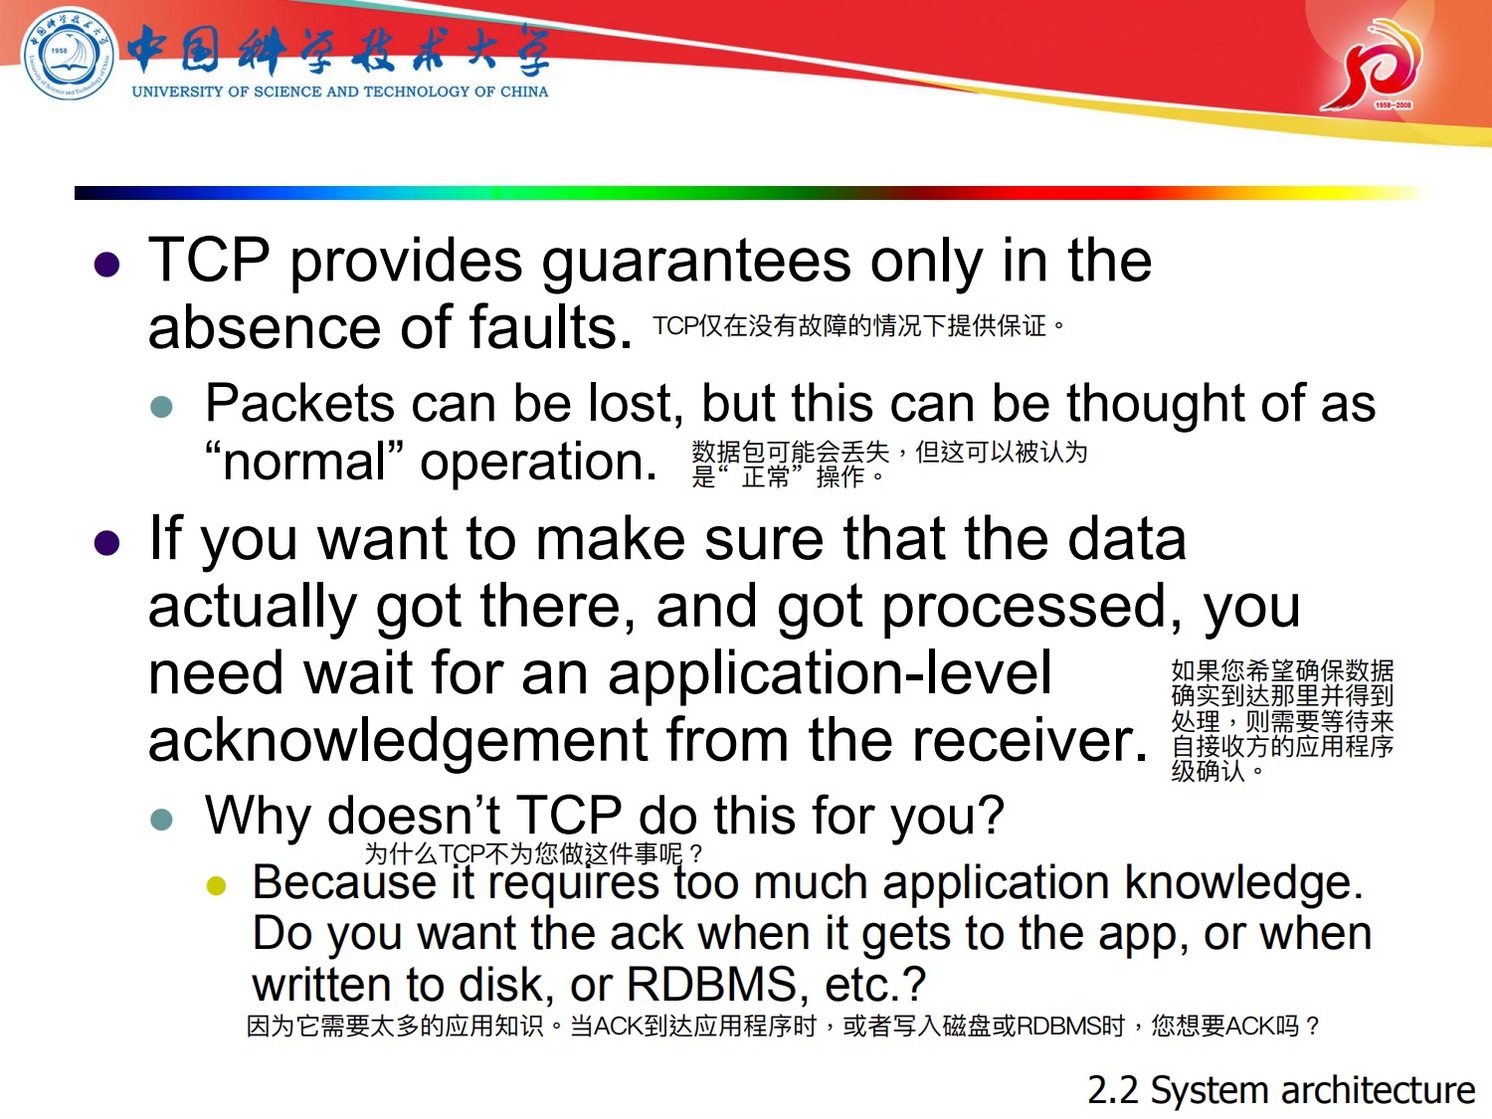 中国科学技术大学
UNIVERSITY OF SCIENCE AND TECHNOLOGY OF CHINA
1958
1958-2008
TCP provides guarantees only in the
absence of faults.
TCP仅在没有故障的情况下提供保证。
Packets can be lost, but this can be thought of as
“normal” operation.
数据包可能会丢失，但这可以被认为
是“正常”操作。
If you want to make sure that the data
actually got there, and got processed, you
need wait for an application-level
acknowledgement from the receiver.
如果您希望确保数据
确实到达那里并得到
处理，则需要等待来
自接收方的应用程序
级确认。
Why doesn’t TCP do this for you?
为什么TCP不为您做这件事呢？
Because it requires too much application knowledge.
Do you want the ack when it gets to the app, or when
written to disk, or RDBMS, etc.?
因为它需要太多的应用知识。当ACK到达应用程序时，或者写入磁盘或RDBMS时，您想要ACK吗？
2.2 System architecture